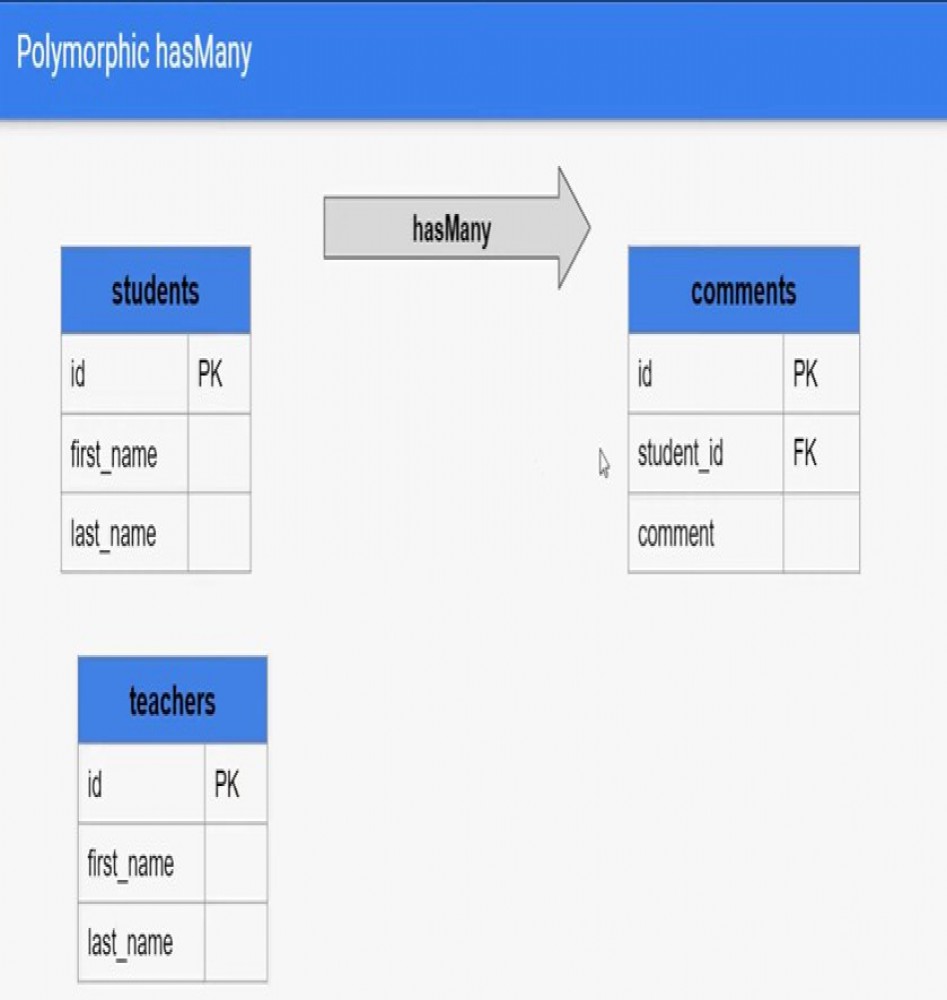 Polymorphic hasMany
hasMany
students
id PK
first_name
last_name
comments
id PK
student_id FK
comment
teachers
id PK
first_name
last_name